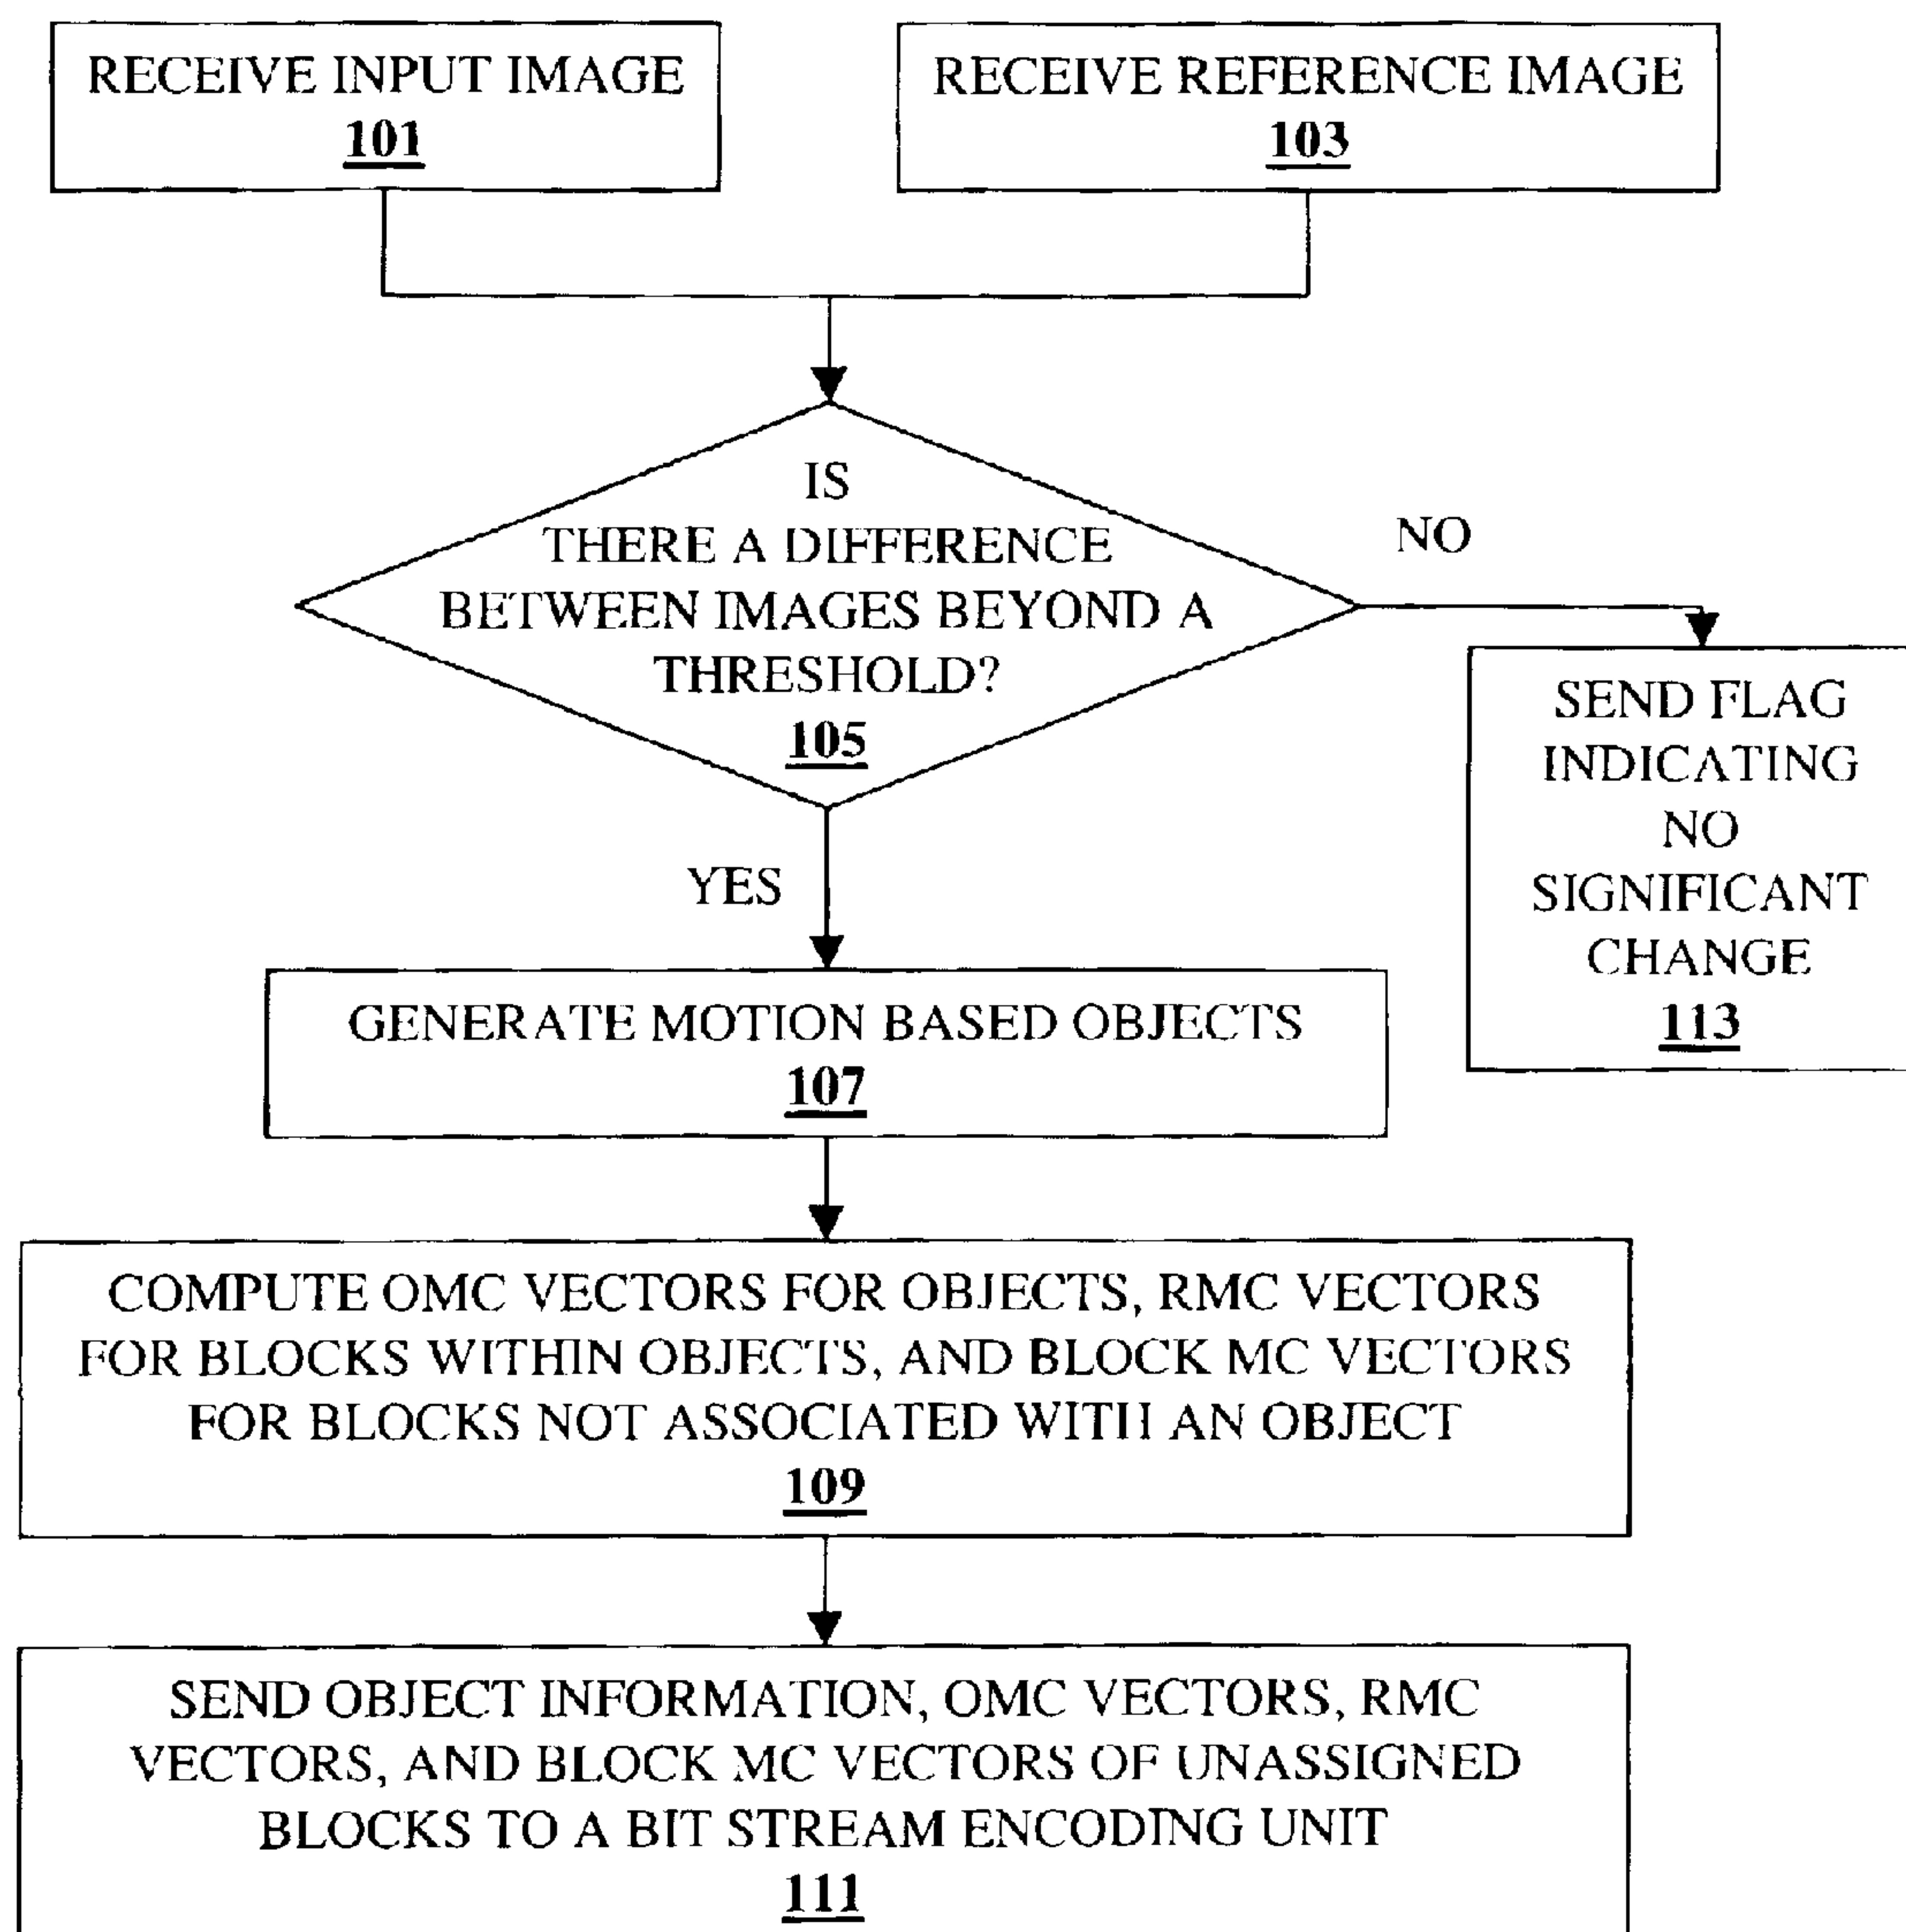 RECEIVE INPUT IMAGE
101
RECEIVE REFERENCE IMAGE
103
IS
THERE A DIFFERENCE
BETWEEN IMAGES BEYOND A
THRESHOLD?
105
NO
SEND FLAG
INDICATING
NO
SIGNIFICANT
CHANGE
113
YES
GENERATE MOTION BASED OBJECTS
107
COMPUTE OMC VECTORS FOR OBJECTS, RMC VECTORS
FOR BLOCKS WITHIN OBJECTS, AND BLOCK MC VECTORS
FOR BLOCKS NOT ASSOCIATED WITH AN OBJECT
109
SEND OBJECT INFORMATION, OMC VECTORS, RMC
VECTORS, AND BLOCK MC VECTORS OF UNASSIGNED
BLOCKS TO A BIT STREAM ENCODING UNIT
111